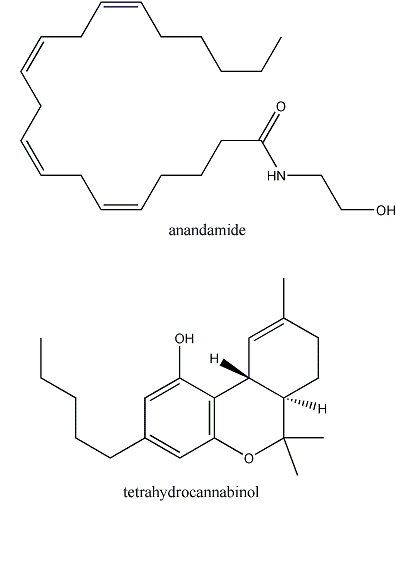 O
HN
OH
anandamide
OH
H
H
O
tetrahydrocannabinol